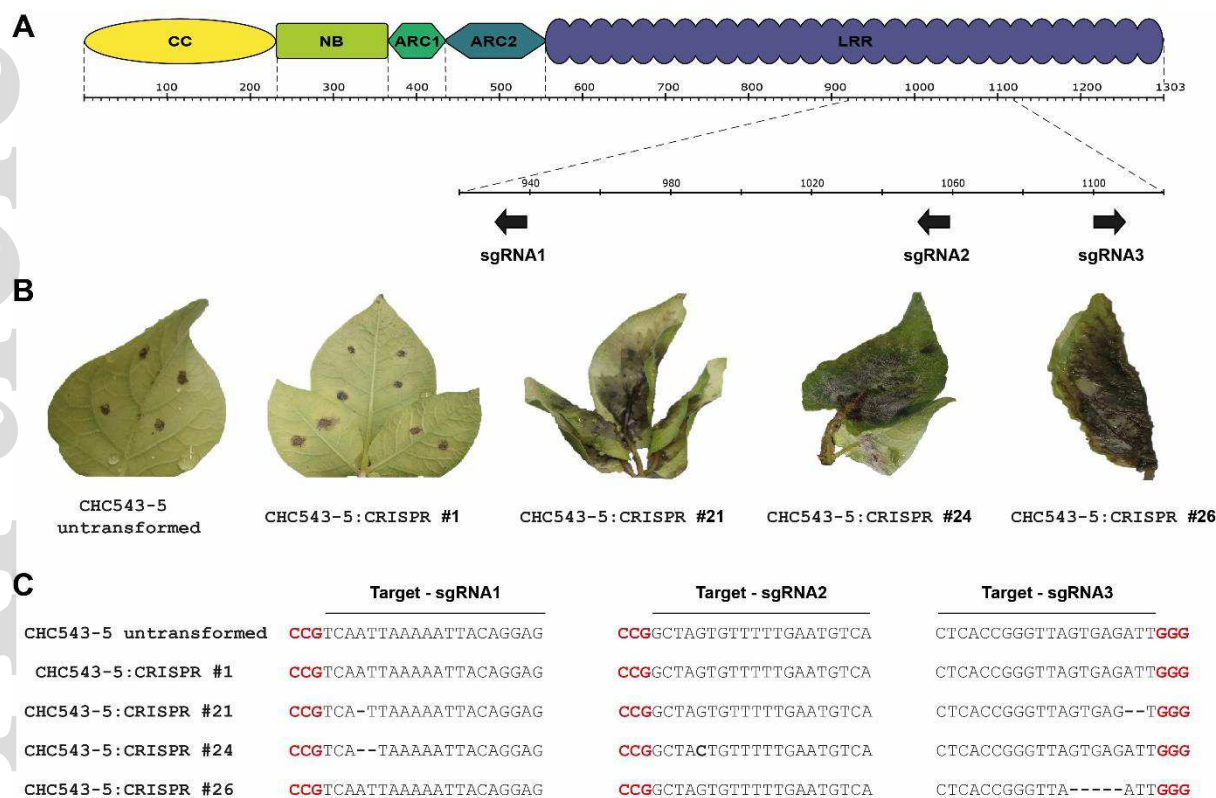 A
CC NB ARC1 ARC2 LRR
100 200 300 400 500 600 700 800 900 1000 1100 1200 1303
940 980 1020 1060 1100
sgRNA1 sgRNA2 sgRNA3
B
CHC543-5 untransformed
CHC543-5:CRISPR #1
CHC543-5:CRISPR #21
CHC543-5:CRISPR #24
CHC543-5:CRISPR #26
C
Target - sgRNA1 Target - sgRNA2 Target - sgRNA3
CHC543-5 untransformed CCGTCAATTAAAAATTACAGGAG CCGGCTAGTGTTTTTGAATGTCA CTCACCGGGTTAGTGAGATTGGG
CHC543-5:CRISPR #1 CCGTCAATTAAAAATTACAGGAG CCGGCTAGTGTTTTTGAATGTCA CTCACCGGGTTAGTGAGATTGGG
CHC543-5:CRISPR #21 CCGTCA-TTAAAAATTACAGGAG CCGGCTAGTGTTTTTGAATGTCA CTCACCGGGTTAGTGAG--TGGG
CHC543-5:CRISPR #24 CCGTCA--TAAAAATTACAGGAG CCGGCTACTGTTTTTGAATGTCA CTCACCGGGTTAGTGAGATTGGG
CHC543-5:CRISPR #26 CCGTCAATTAAAAATTACAGGAG CCGGCTAGTGTTTTTGAATGTCA CTCACCGGGTTA-----ATTGGG